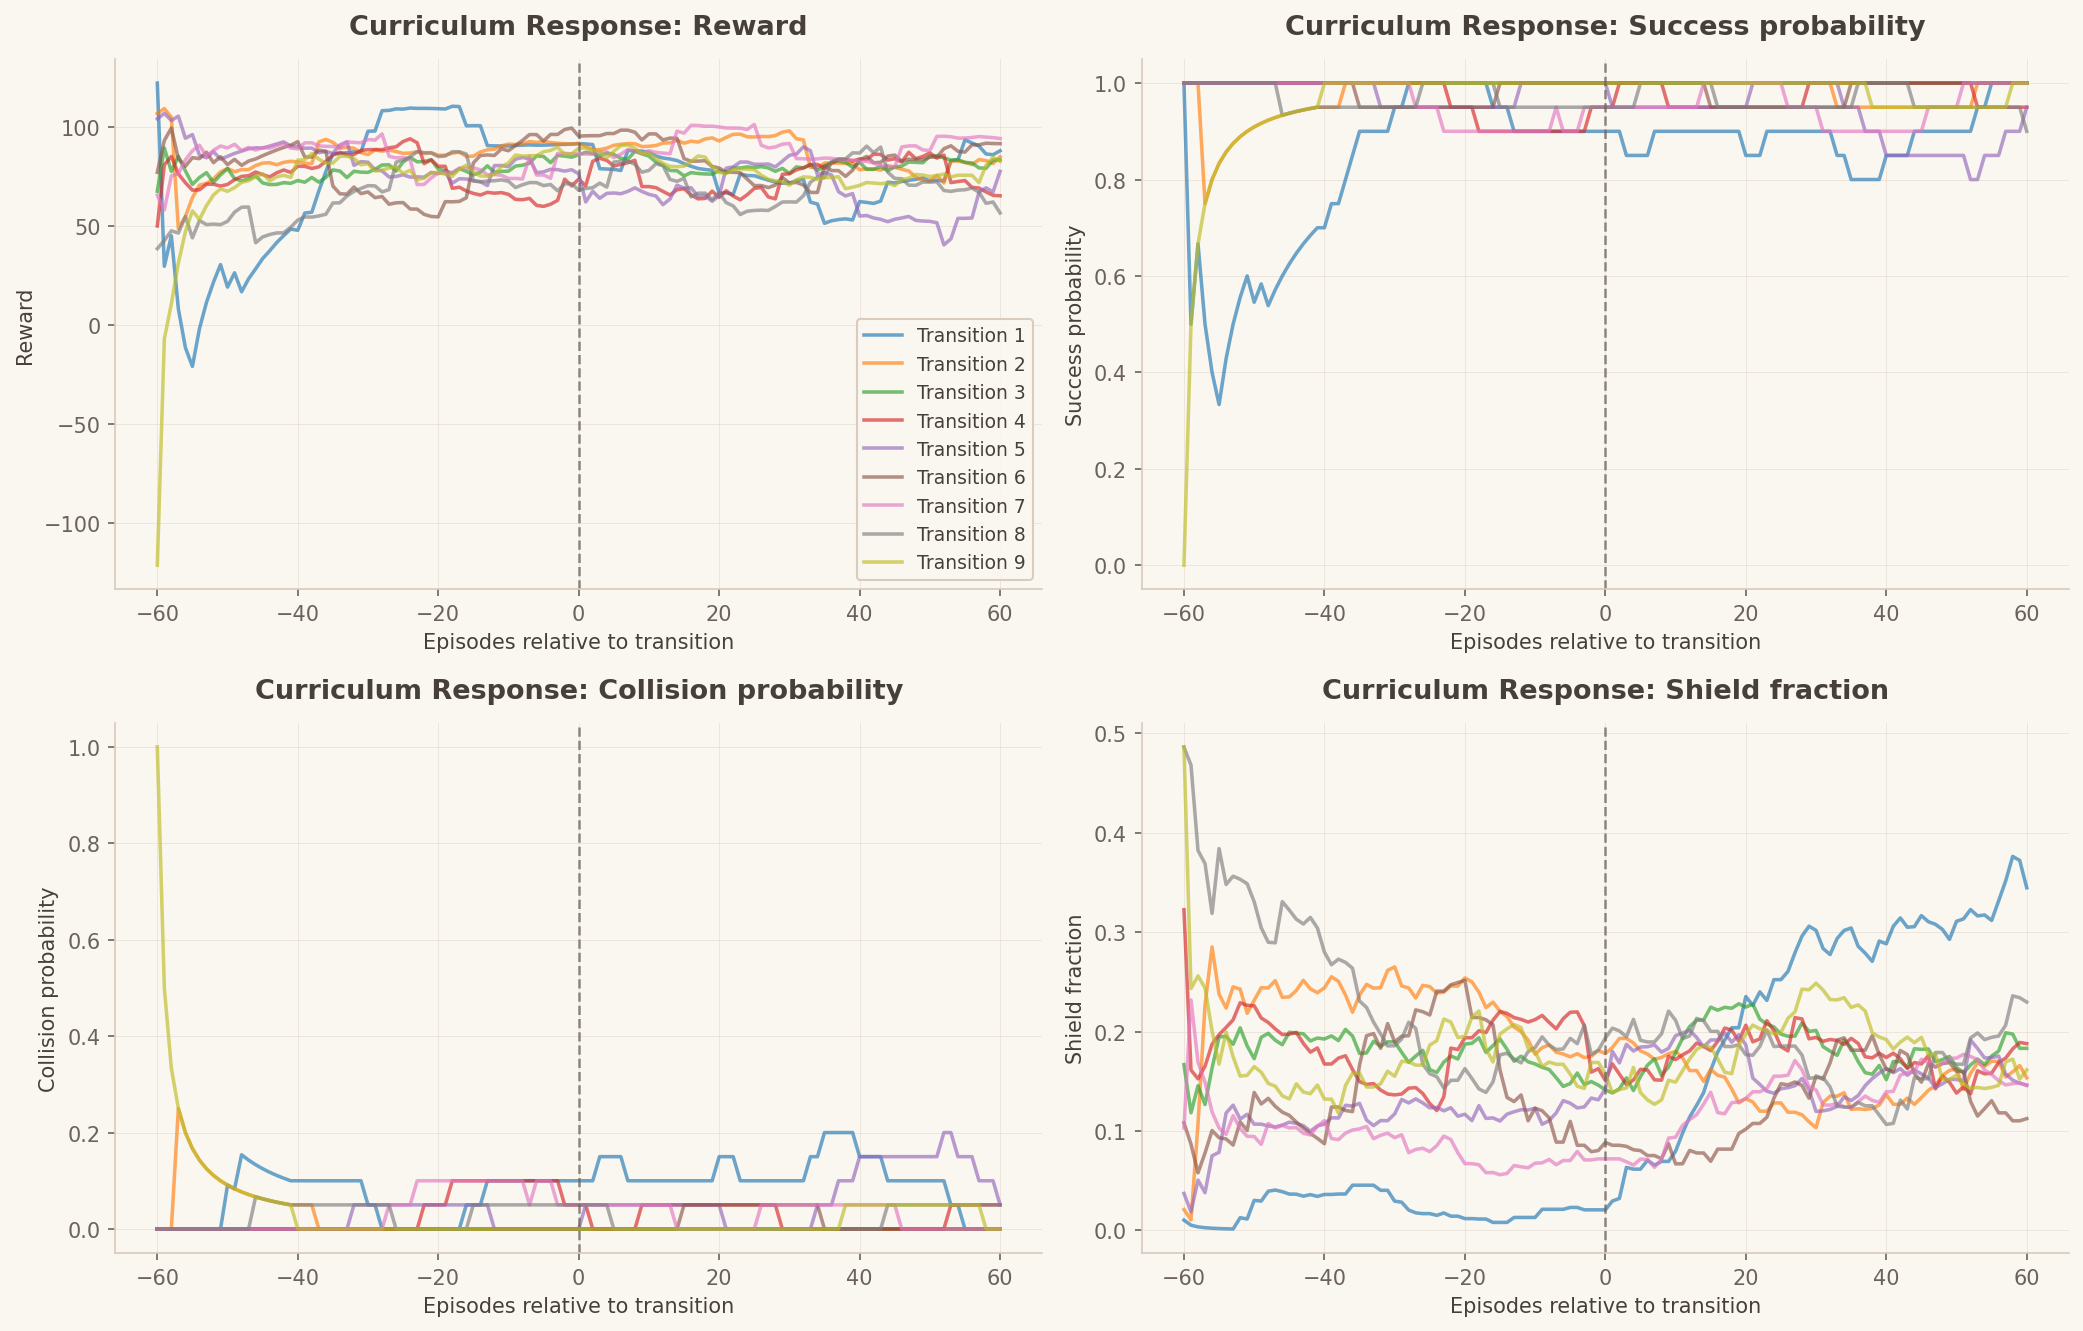 Curriculum Response: Reward
Reward
100
50
0
−50
−100
−60
−40
−20
0
20
40
60
Episodes relative to transition
Transition 1
Transition 2
Transition 3
Transition 4
Transition 5
Transition 6
Transition 7
Transition 8
Transition 9
Curriculum Response: Success probability
Success probability
1.0
0.8
0.6
0.4
0.2
0.0
−60
−40
−20
0
20
40
60
Episodes relative to transition
Curriculum Response: Collision probability
Collision probability
1.0
0.8
0.6
0.4
0.2
0.0
−60
−40
−20
0
20
40
60
Episodes relative to transition
Curriculum Response: Shield fraction
Shield fraction
0.5
0.4
0.3
0.2
0.1
0.0
−60
−40
−20
0
20
40
60
Episodes relative to transition